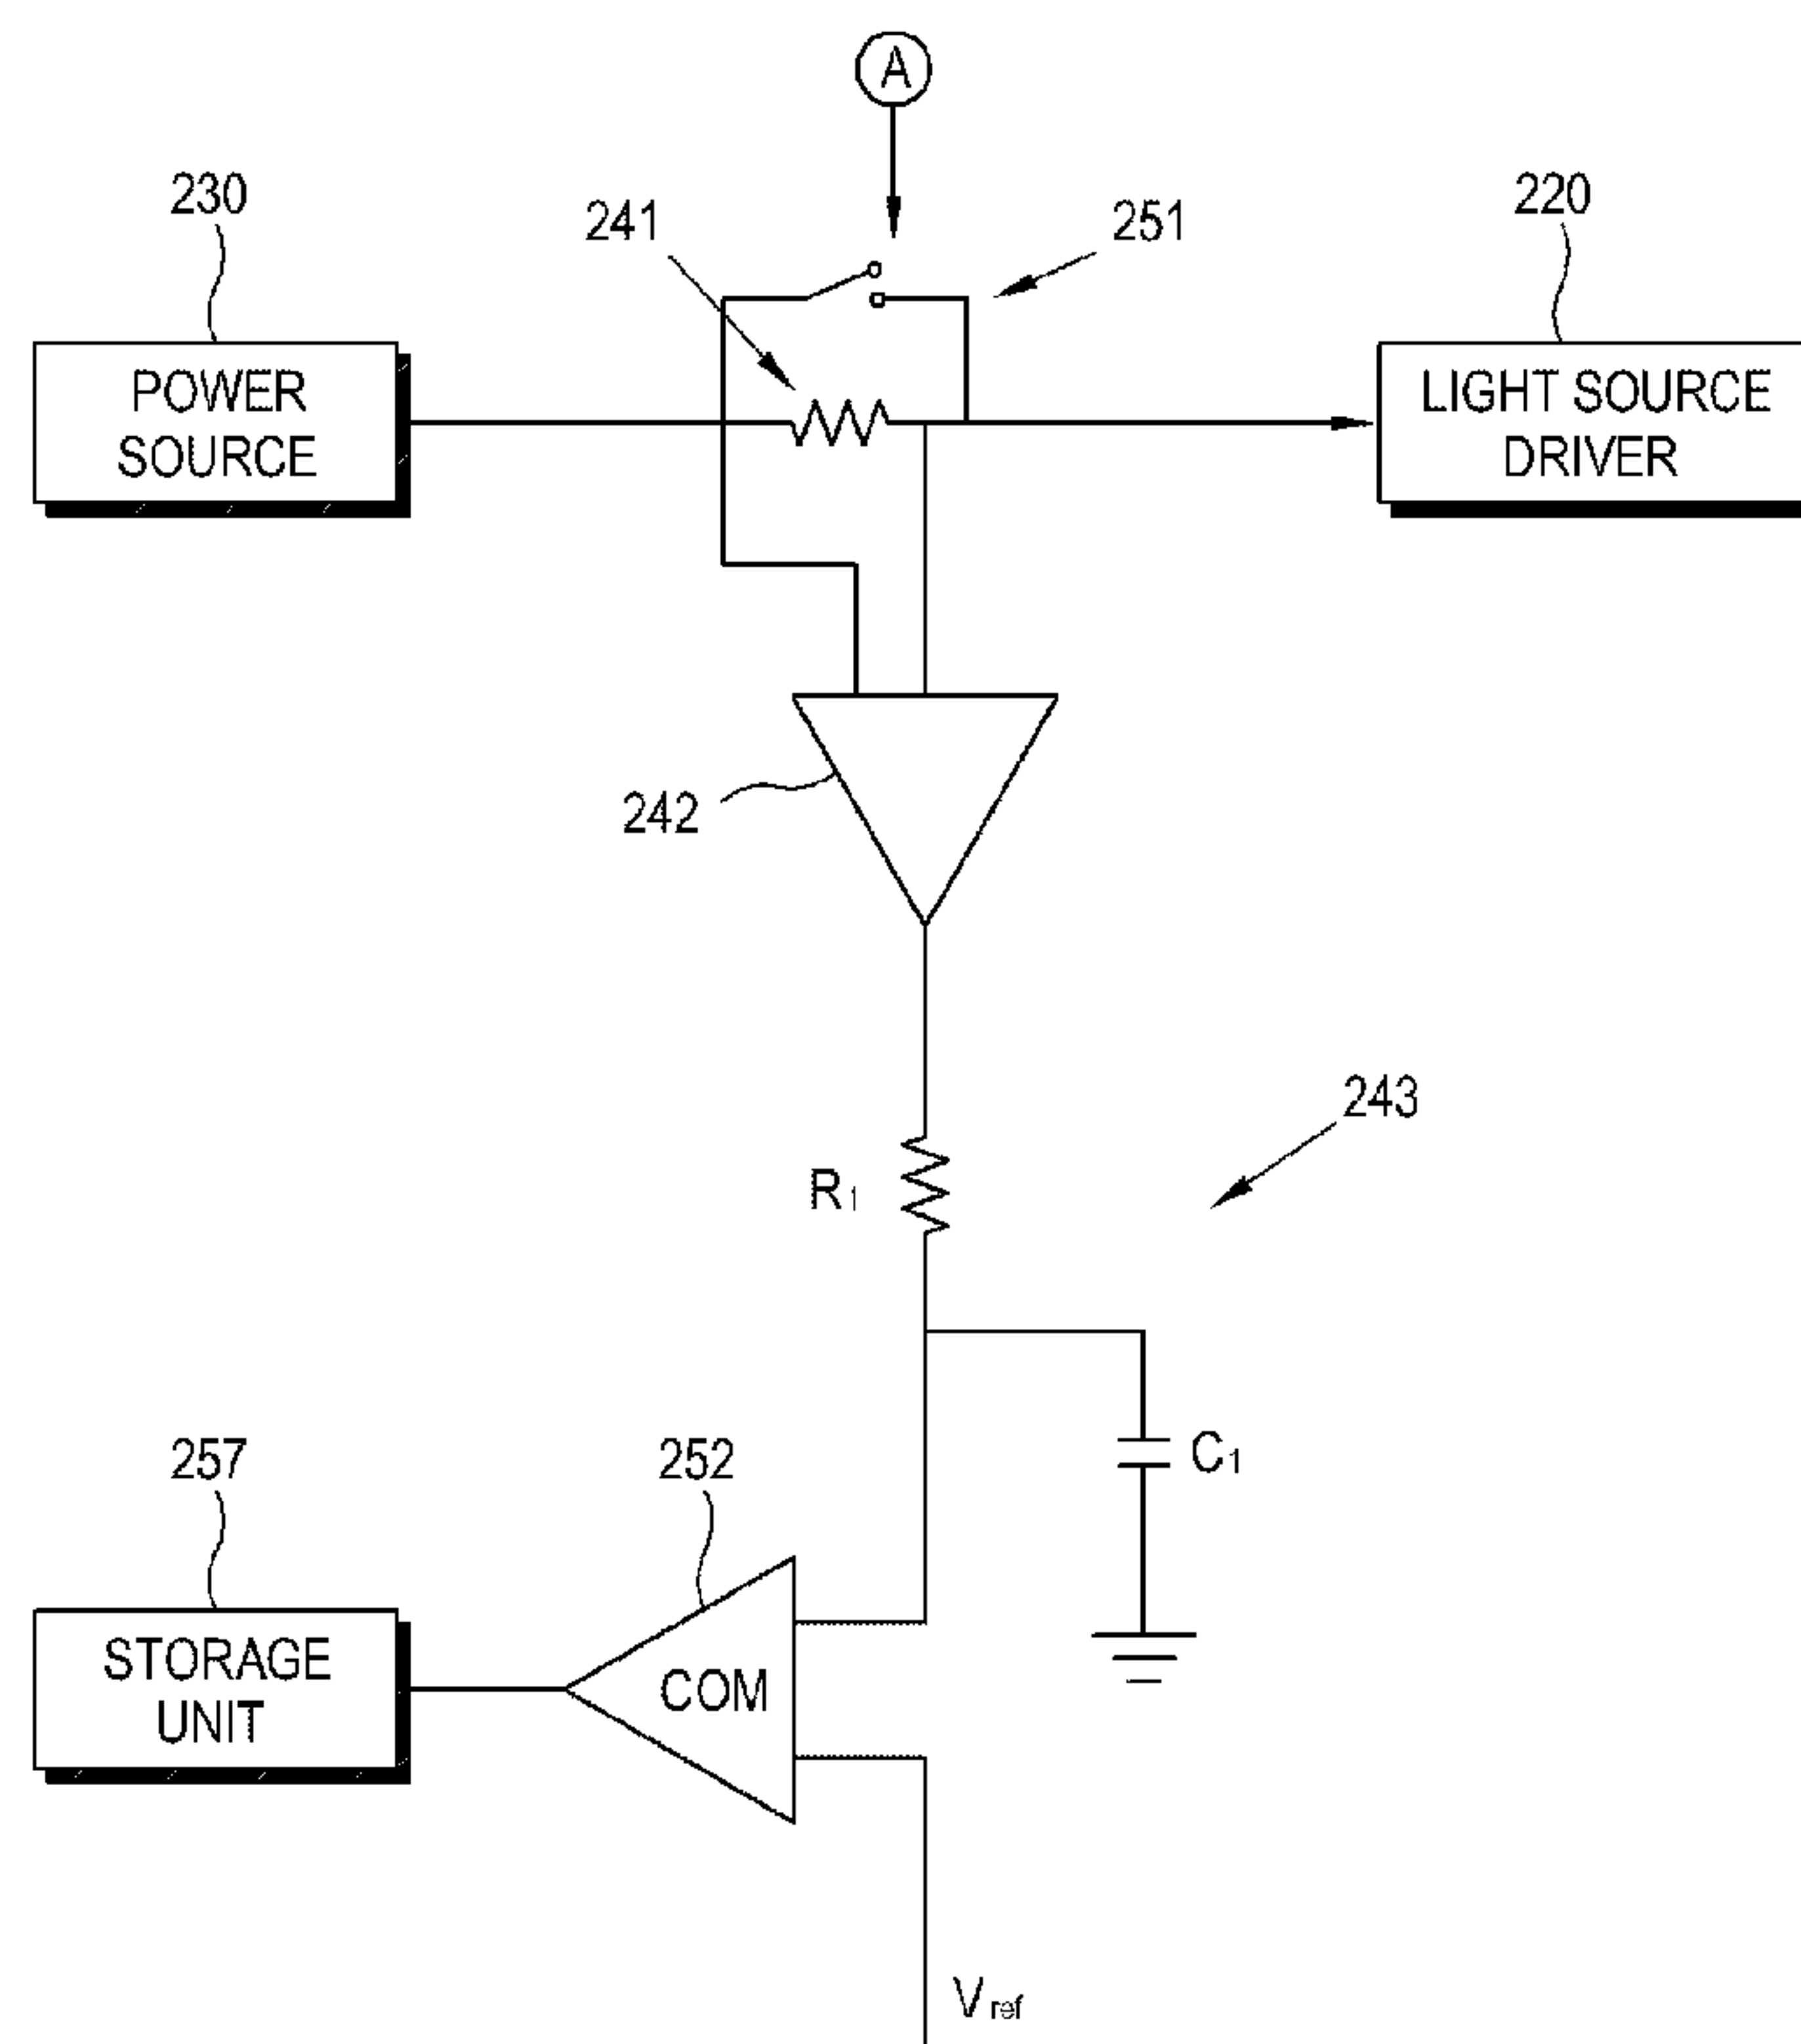 A
230
241
251
220
POWER
SOURCE
LIGHT SOURCE
DRIVER
242
243
R1
C1
257
252
STORAGE
UNIT
COM
Vref